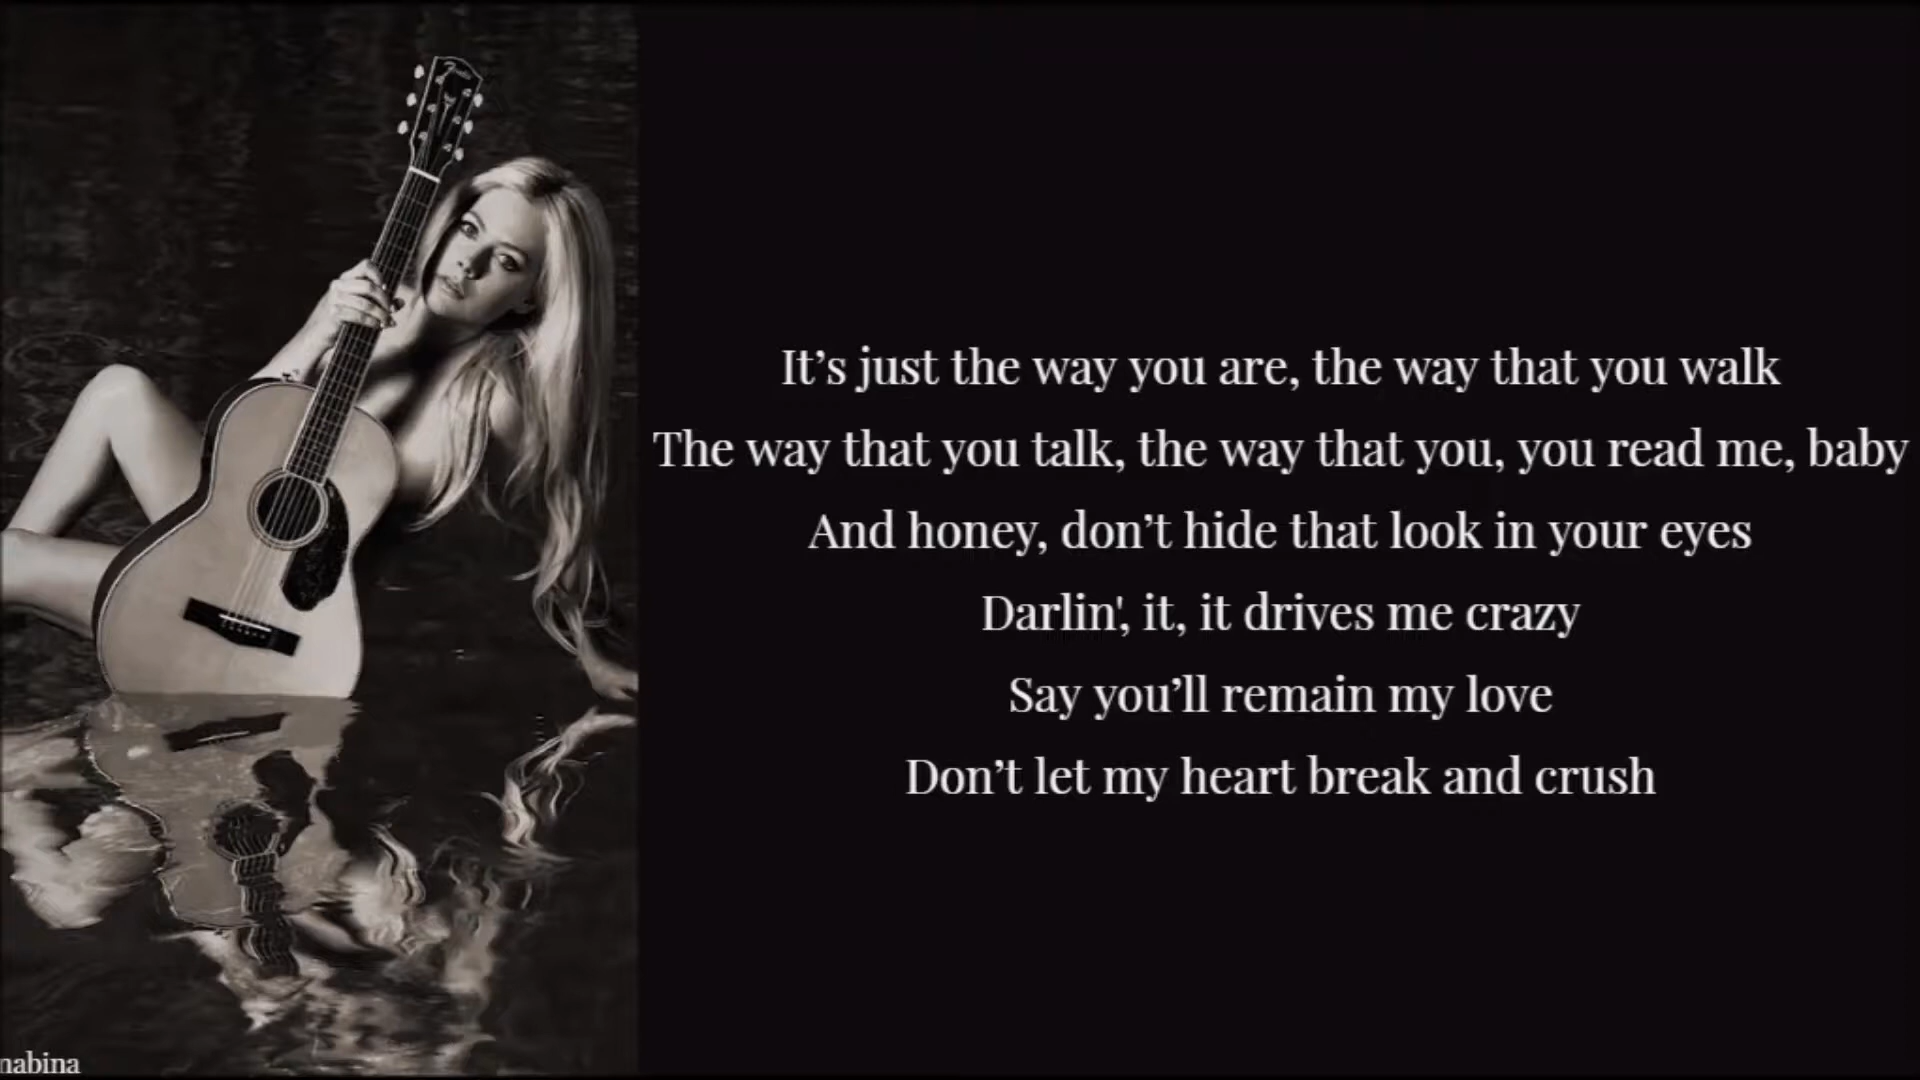 Fender
It’s just the way you are, the way that you walk
The way that you talk, the way that you, you read me, baby
And honey, don’t hide that look in your eyes
Darlin', it, it drives me crazy
Say you’ll remain my love
Don’t let my heart break and crush
nabina